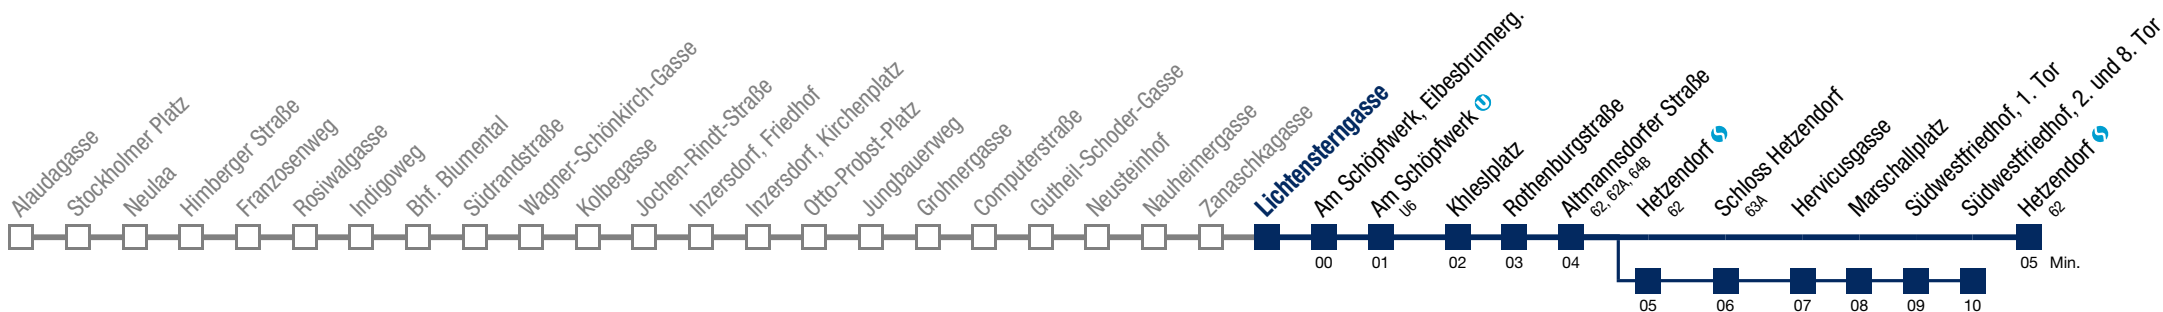 Alaudagasse
Stockholmer Platz
Neulaa
Himberger Straße
Franzosenweg
Rosiwalgasse
Indigoweg
Bhf. Blumental
Südrandstraße
Wagner-Schönkirch-Gasse
Kolbegasse
Jochen-Rindt-Straße
Inzersdorf, Friedhof
Inzersdorf, Kirchenplatz
Otto-Probst-Platz
Jungbauerweg
Grohnergasse
Computerstraße
Gutheil-Schoder-Gasse
Neusteinhof
Nauheimergasse
Zanaschkagasse
Lichtensterngasse
Am Schöpfwerk, Eibesbrunnerg.
Am Schöpfwerk U
U6
Khleslplatz
Rothenburgstraße
Altmannsdorfer Straße
62, 62A, 64B
Hetzendorf S
62
Schloss Hetzendorf
63A
Hervicusgasse
Marschallplatz
Südwestfriedhof, 1. Tor
Südwestfriedhof, 2. und 8. Tor
Hetzendorf S
62
00 01 02 03 04 05 Min.
05 06 07 08 09 10